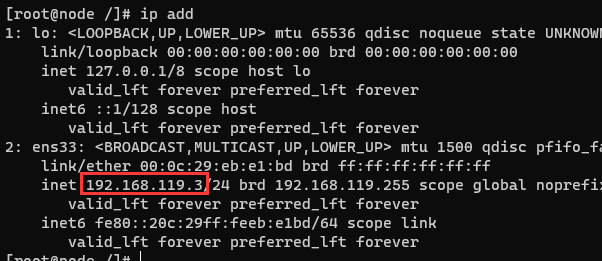 [root@node /]# ip add
1: lo: <LOOPBACK,UP,LOWER_UP> mtu 65536 qdisc noqueue state UNKNOWN
link/loopback 00:00:00:00:00:00 brd 00:00:00:00:00:00
inet 127.0.0.1/8 scope host lo
valid_lft forever preferred_lft forever
inet6 ::1/128 scope host
valid_lft forever preferred_lft forever
2: ens33: <BROADCAST,MULTICAST,UP,LOWER_UP> mtu 1500 qdisc pfifo_fa
link/ether 00:0c:29:eb:e1:bd brd ff:ff:ff:ff:ff:ff
inet 192.168.119.3/24 brd 192.168.119.255 scope global noprefix
valid_lft forever preferred_lft forever
inet6 fe80::20c:29ff:feeb:e1bd/64 scope link
valid_lft forever preferred_lft forever
[root@node /]#